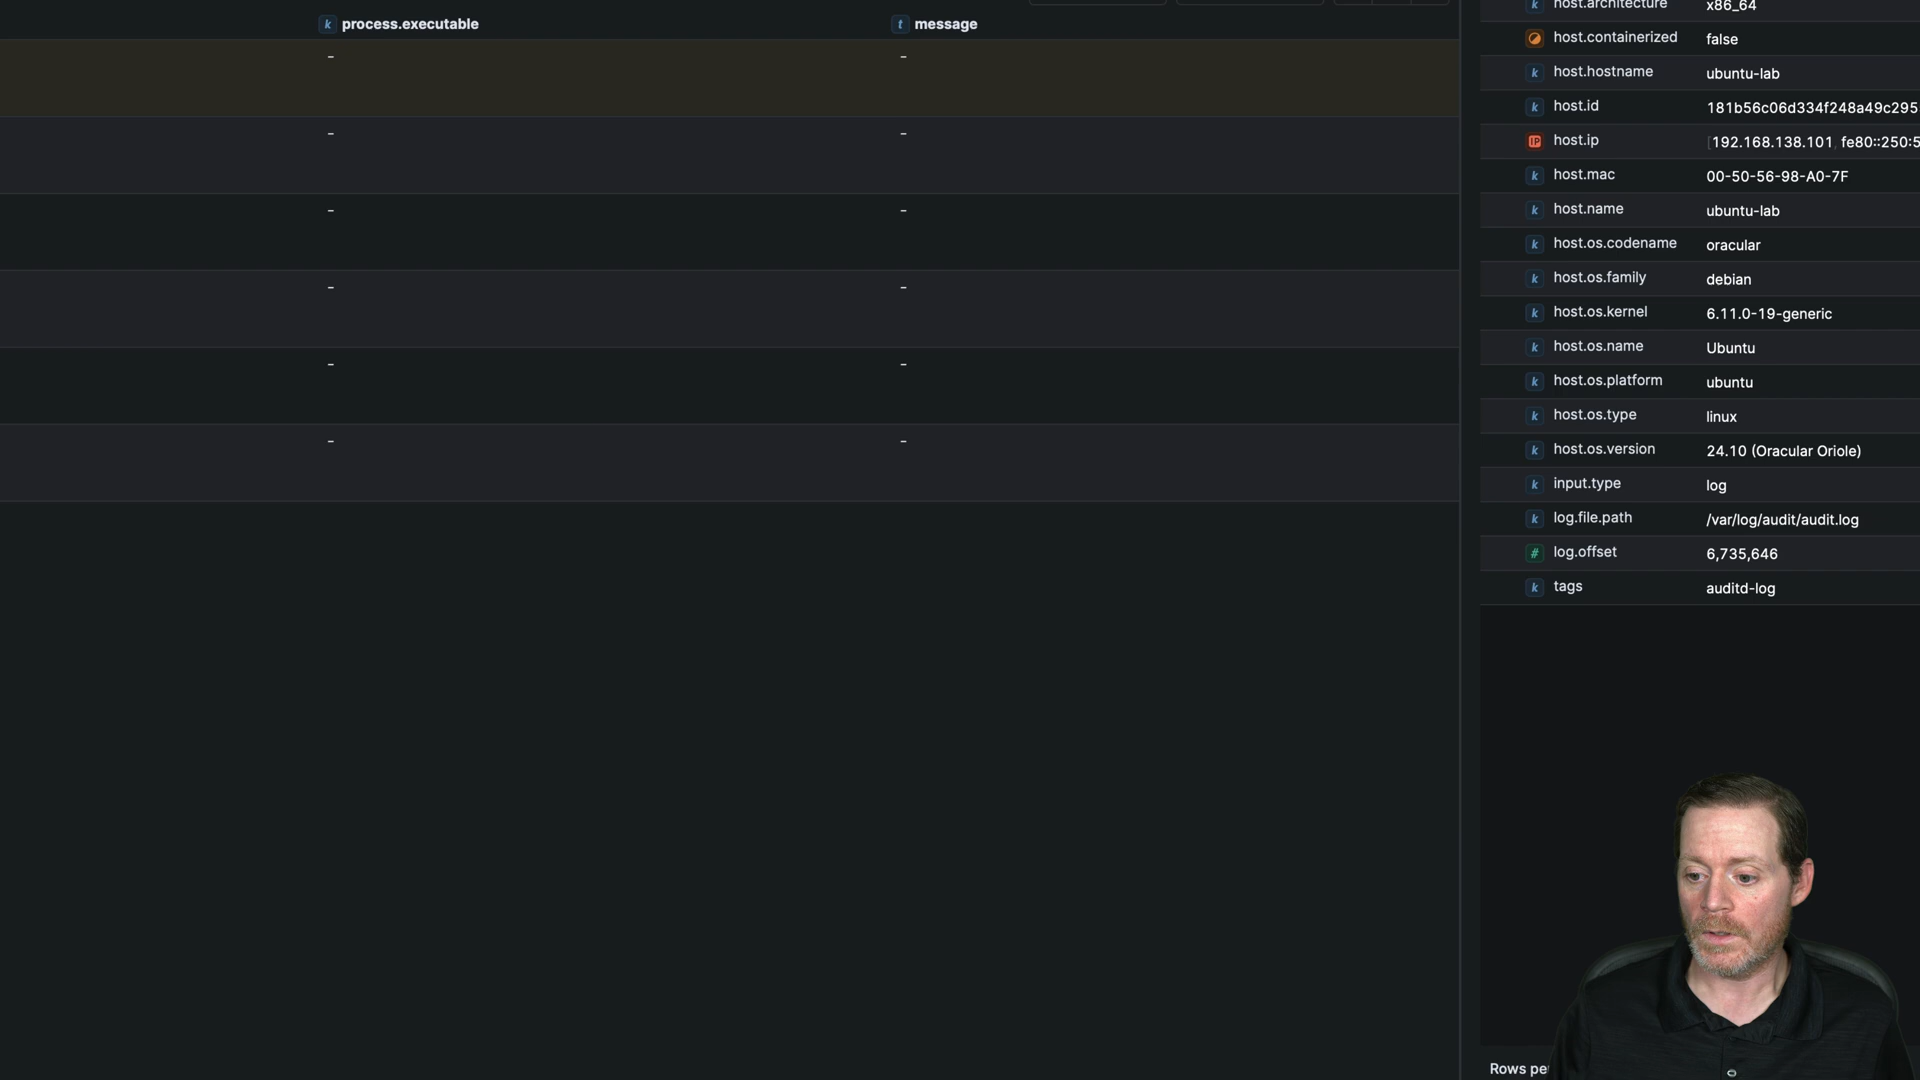 process.executable message
- -
- -
- -
- -
- -
- -
host.architecture x86_64
host.containerized false
host.hostname ubuntu-lab
host.id 181b56c06d334f248a49c295
host.ip [192.168.138.101, fe80::250:5
host.mac 00-50-56-98-A0-7F
host.name ubuntu-lab
host.os.codename oracular
host.os.family debian
host.os.kernel 6.11.0-19-generic
host.os.name Ubuntu
host.os.platform ubuntu
host.os.type linux
host.os.version 24.10 (Oracular Oriole)
input.type log
log.file.path /var/log/audit/audit.log
log.offset 6,735,646
tags auditd-log
Rows pe